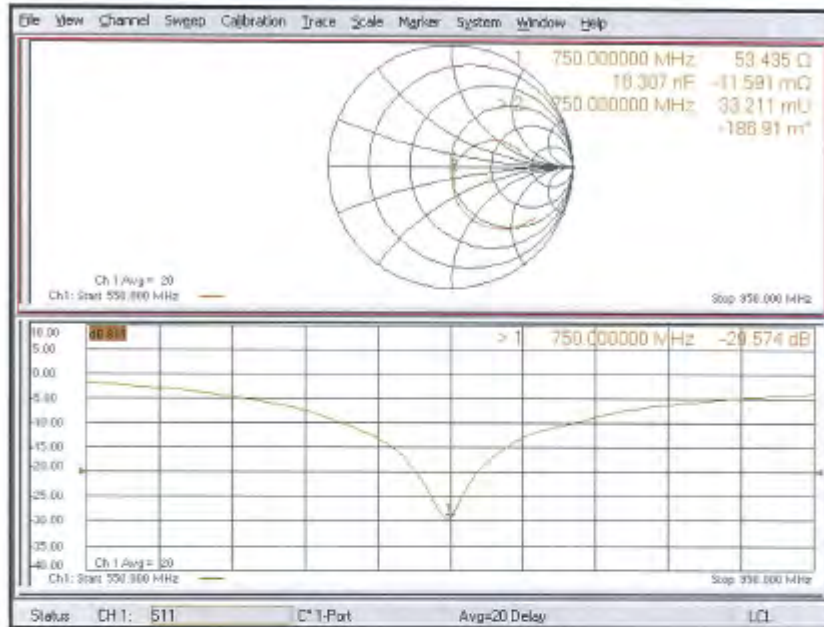 File View Channel Sweep Calibration Trace Scale Marker System Window Help
1 750.000000 MHz 53.435 Ω
18.307 nF -11.591 mΩ
> 2 750.000000 MHz 33.211 mU
-186.91 m°
Ch 1 Avg = 20
Ch1: Start 550.000 MHz
Stop 950.000 MHz
10.00
> 1 750.000000 MHz -29.574 dB
5.00
0.00
-5.00
-10.00
-15.00
-20.00
-25.00
-30.00
1
-35.00
-40.00
Ch 1 Avg = 20
Ch1: Start 550.000 MHz
Stop 950.000 MHz
Status CH 1: S11 C* 1-Port Avg=20 Delay LCL